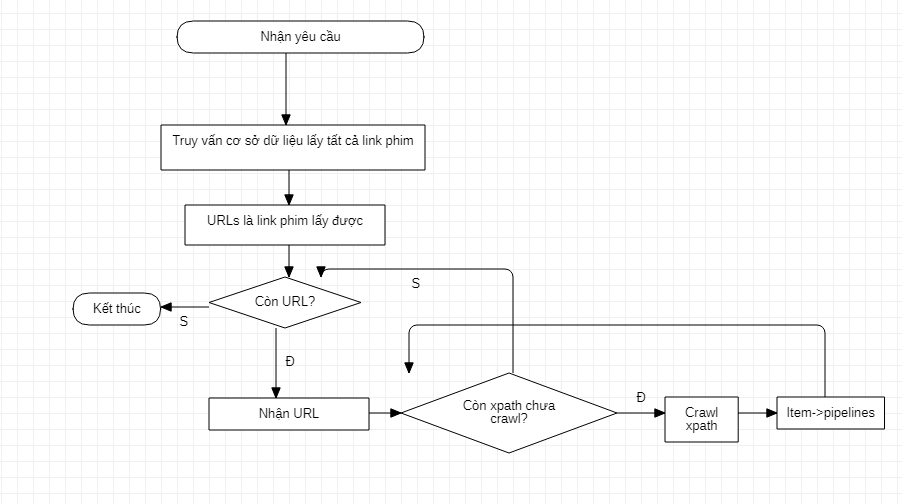 Nhận yêu cầu
Truy vấn cơ sở dữ liệu lấy tất cả link phim
URLs là link phim lấy được
S
Còn URL?
Kết thúc
S
Đ
Nhận URL
Còn xpath chưa
crawl?
Đ
Crawl
xpath
Item->pipelines